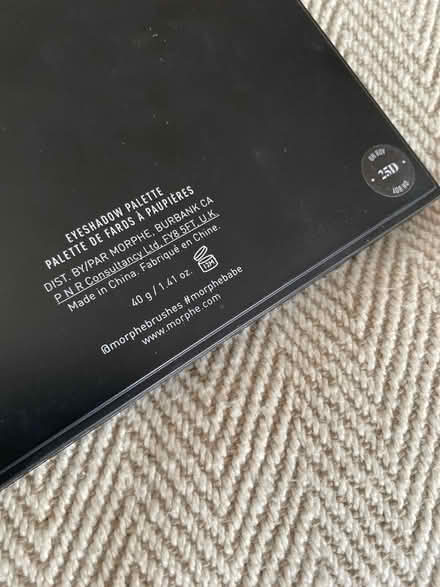 EYESHADOW PALETTE
PALETTE DE FARDS À PAUPIÈRES
DIST. BY/PAR MORPHE, BURBANK CA
P N R Consultancy Ltd. FY8 5FT U.K.
Made in China. Fabriqué en Chine.
40 g / 1.41 oz.
12M
@morphebrushes #morphebabe
www.morphe.com
· 25D ·